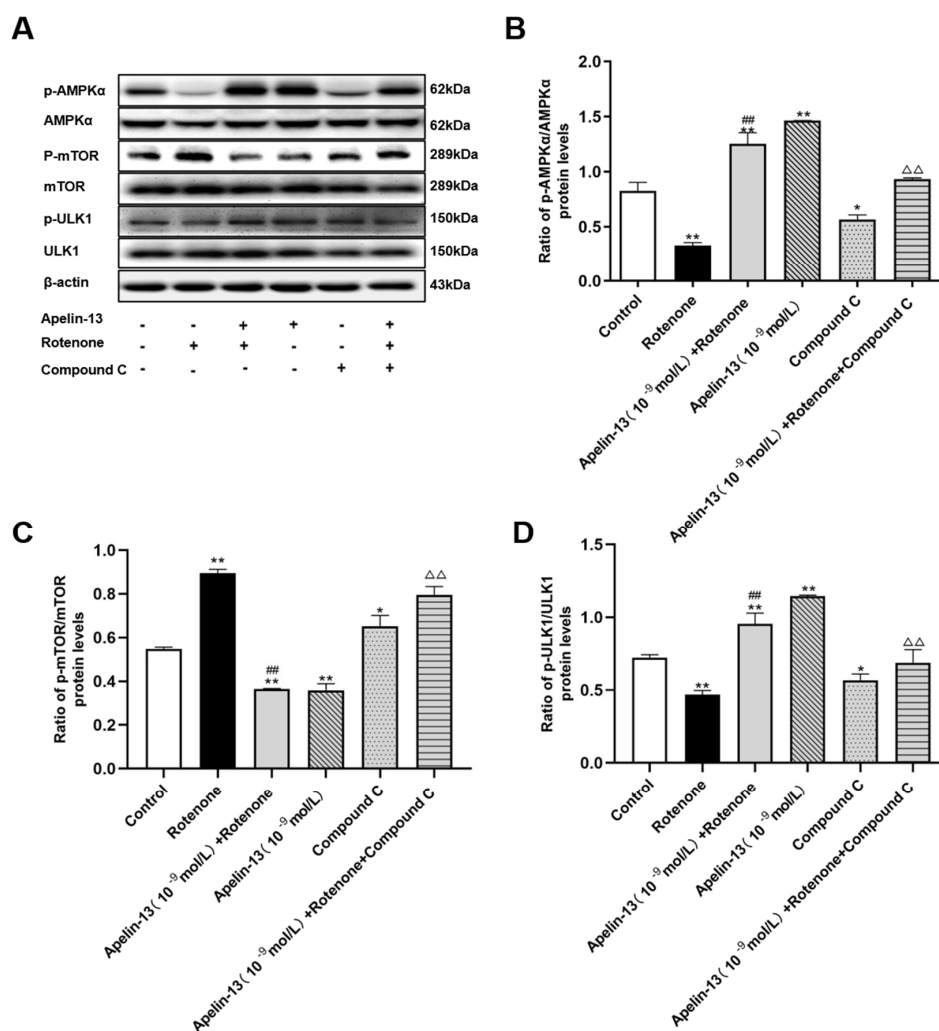 A
p-AMPKα 62kDa
AMPKα 62kDa
P-mTOR 289kDa
mTOR 289kDa
p-ULK1 150kDa
ULK1 150kDa
β-actin 43kDa
Apelin-13 - - + + - +
Rotenone - + + - - +
Compound C - - - - + +
B
Ratio of p-AMPKα/AMPKα
protein levels
2.0
1.5
1.0
0.5
0.0
**
##
**
**
*
△△
Control
Rotenone
Apelin-13(10⁻⁹mol/L)+Rotenone
Apelin-13(10⁻⁹mol/L)
Compound C
Apelin-13(10⁻⁹mol/L)+Rotenone+Compound C
C
Ratio of p-mTOR/mTOR
protein levels
1.0
0.8
0.6
0.4
0.2
0.0
**
##
**
**
*
△△
Control
Rotenone
Apelin-13(10⁻⁹mol/L)+Rotenone
Apelin-13(10⁻⁹mol/L)
Compound C
Apelin-13(10⁻⁹mol/L)+Rotenone+Compound C
D
Ratio of p-ULK1/ULK1
protein levels
1.5
1.0
0.5
0.0
**
##
**
**
*
△△
Control
Rotenone
Apelin-13(10⁻⁹mol/L)+Rotenone
Apelin-13(10⁻⁹mol/L)
Compound C
Apelin-13(10⁻⁹mol/L)+Rotenone+Compound C